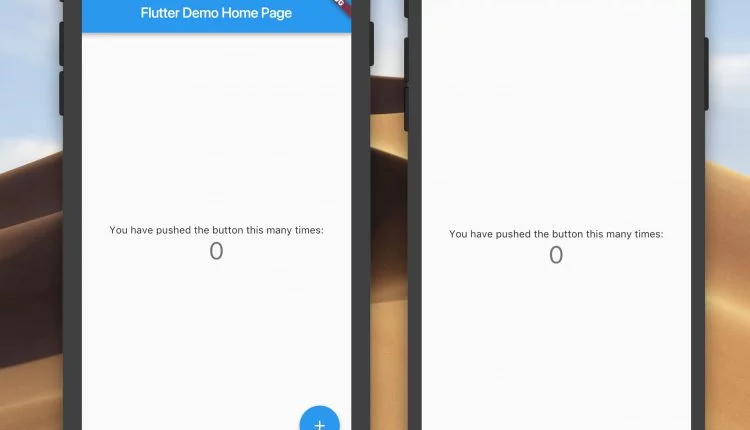 Flutter Demo Home Page
You have pushed the button this many times:
0
You have pushed the button this many times:
0